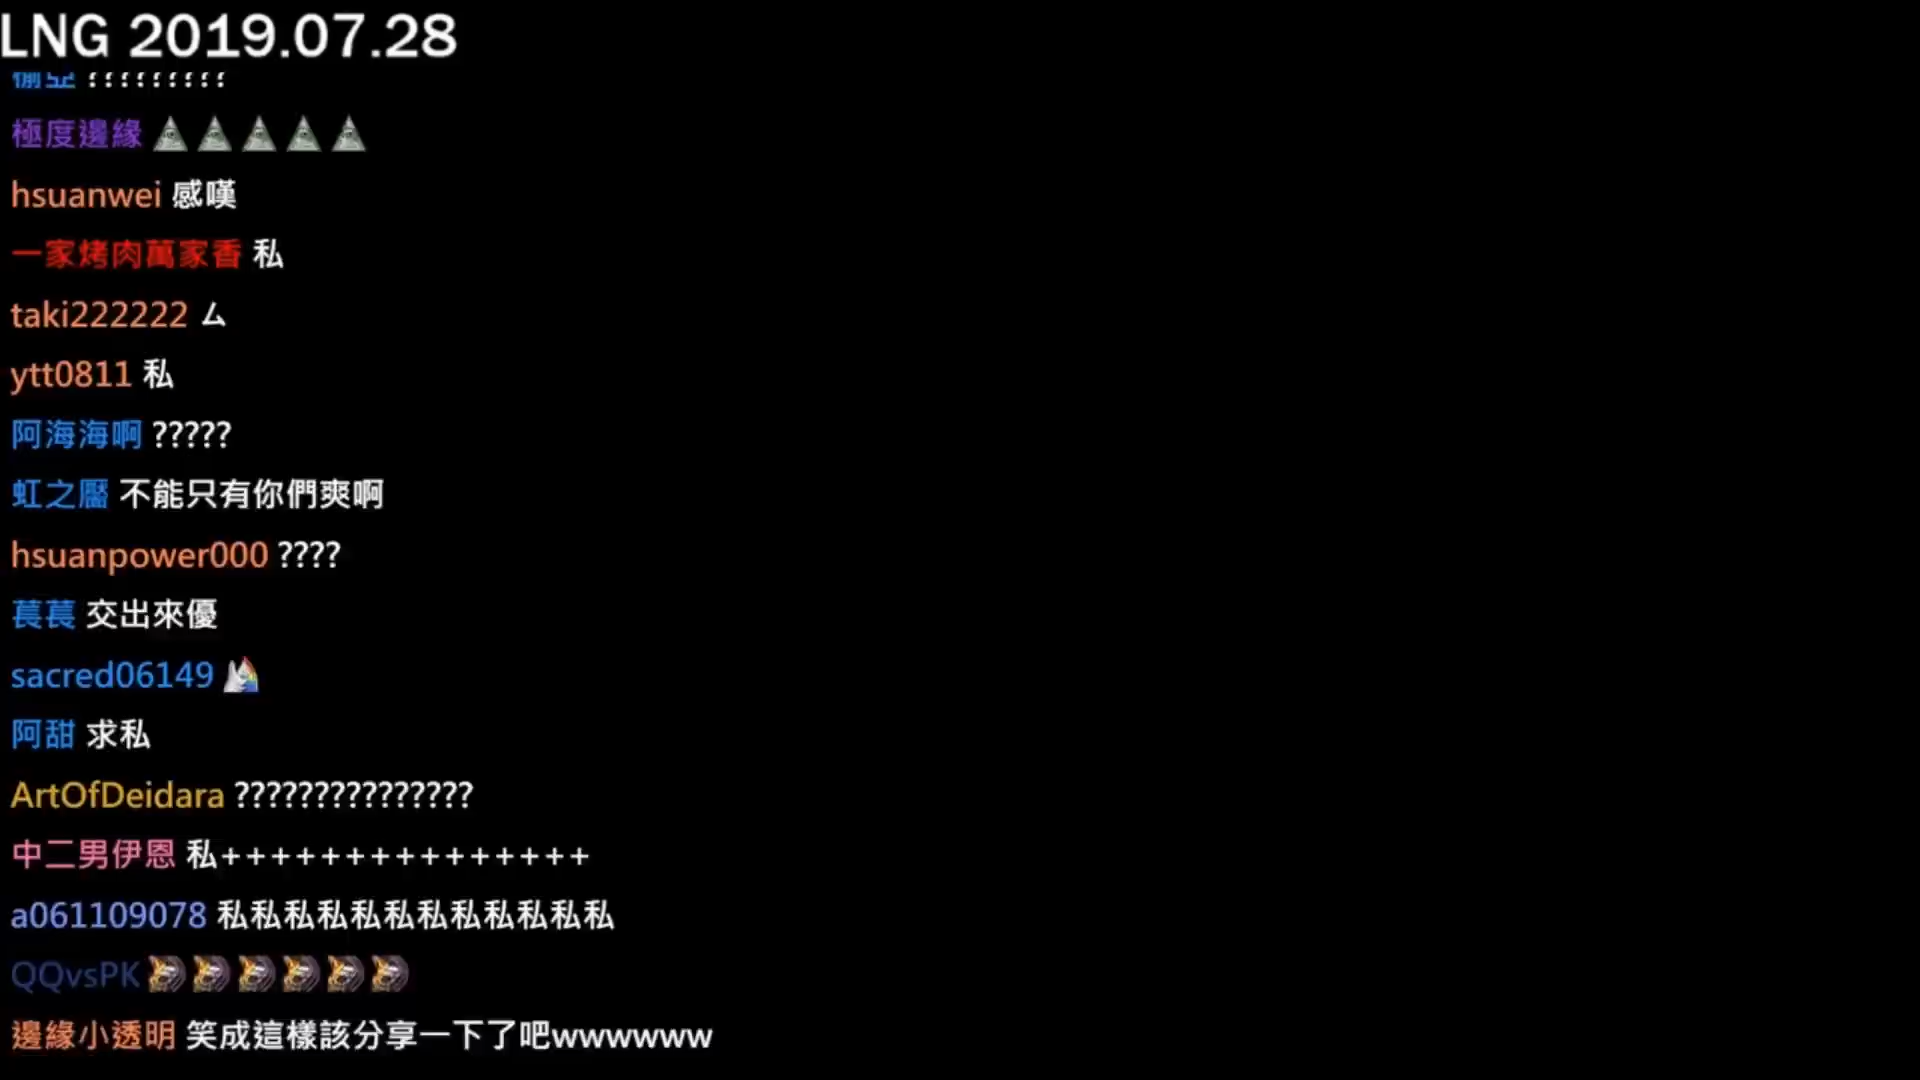 LNG 2019.07.28
?????????
極度邊緣
hsuanwei 感嘆
一家烤肉萬家香 私
taki222222 ㄙ
ytt0811 私
阿海海啊 ?????
虹之靨 不能只有你們爽啊
hsuanpower000 ????
交出來優
sacred06149
阿甜 求私
ArtOfDeidara ???????????????
中二男伊恩 私+++++++++++++++
a061109078 私私私私私私私私私私私私
QQvsPK
邊緣小透明 笑成這樣該分享一下了吧wwwwww